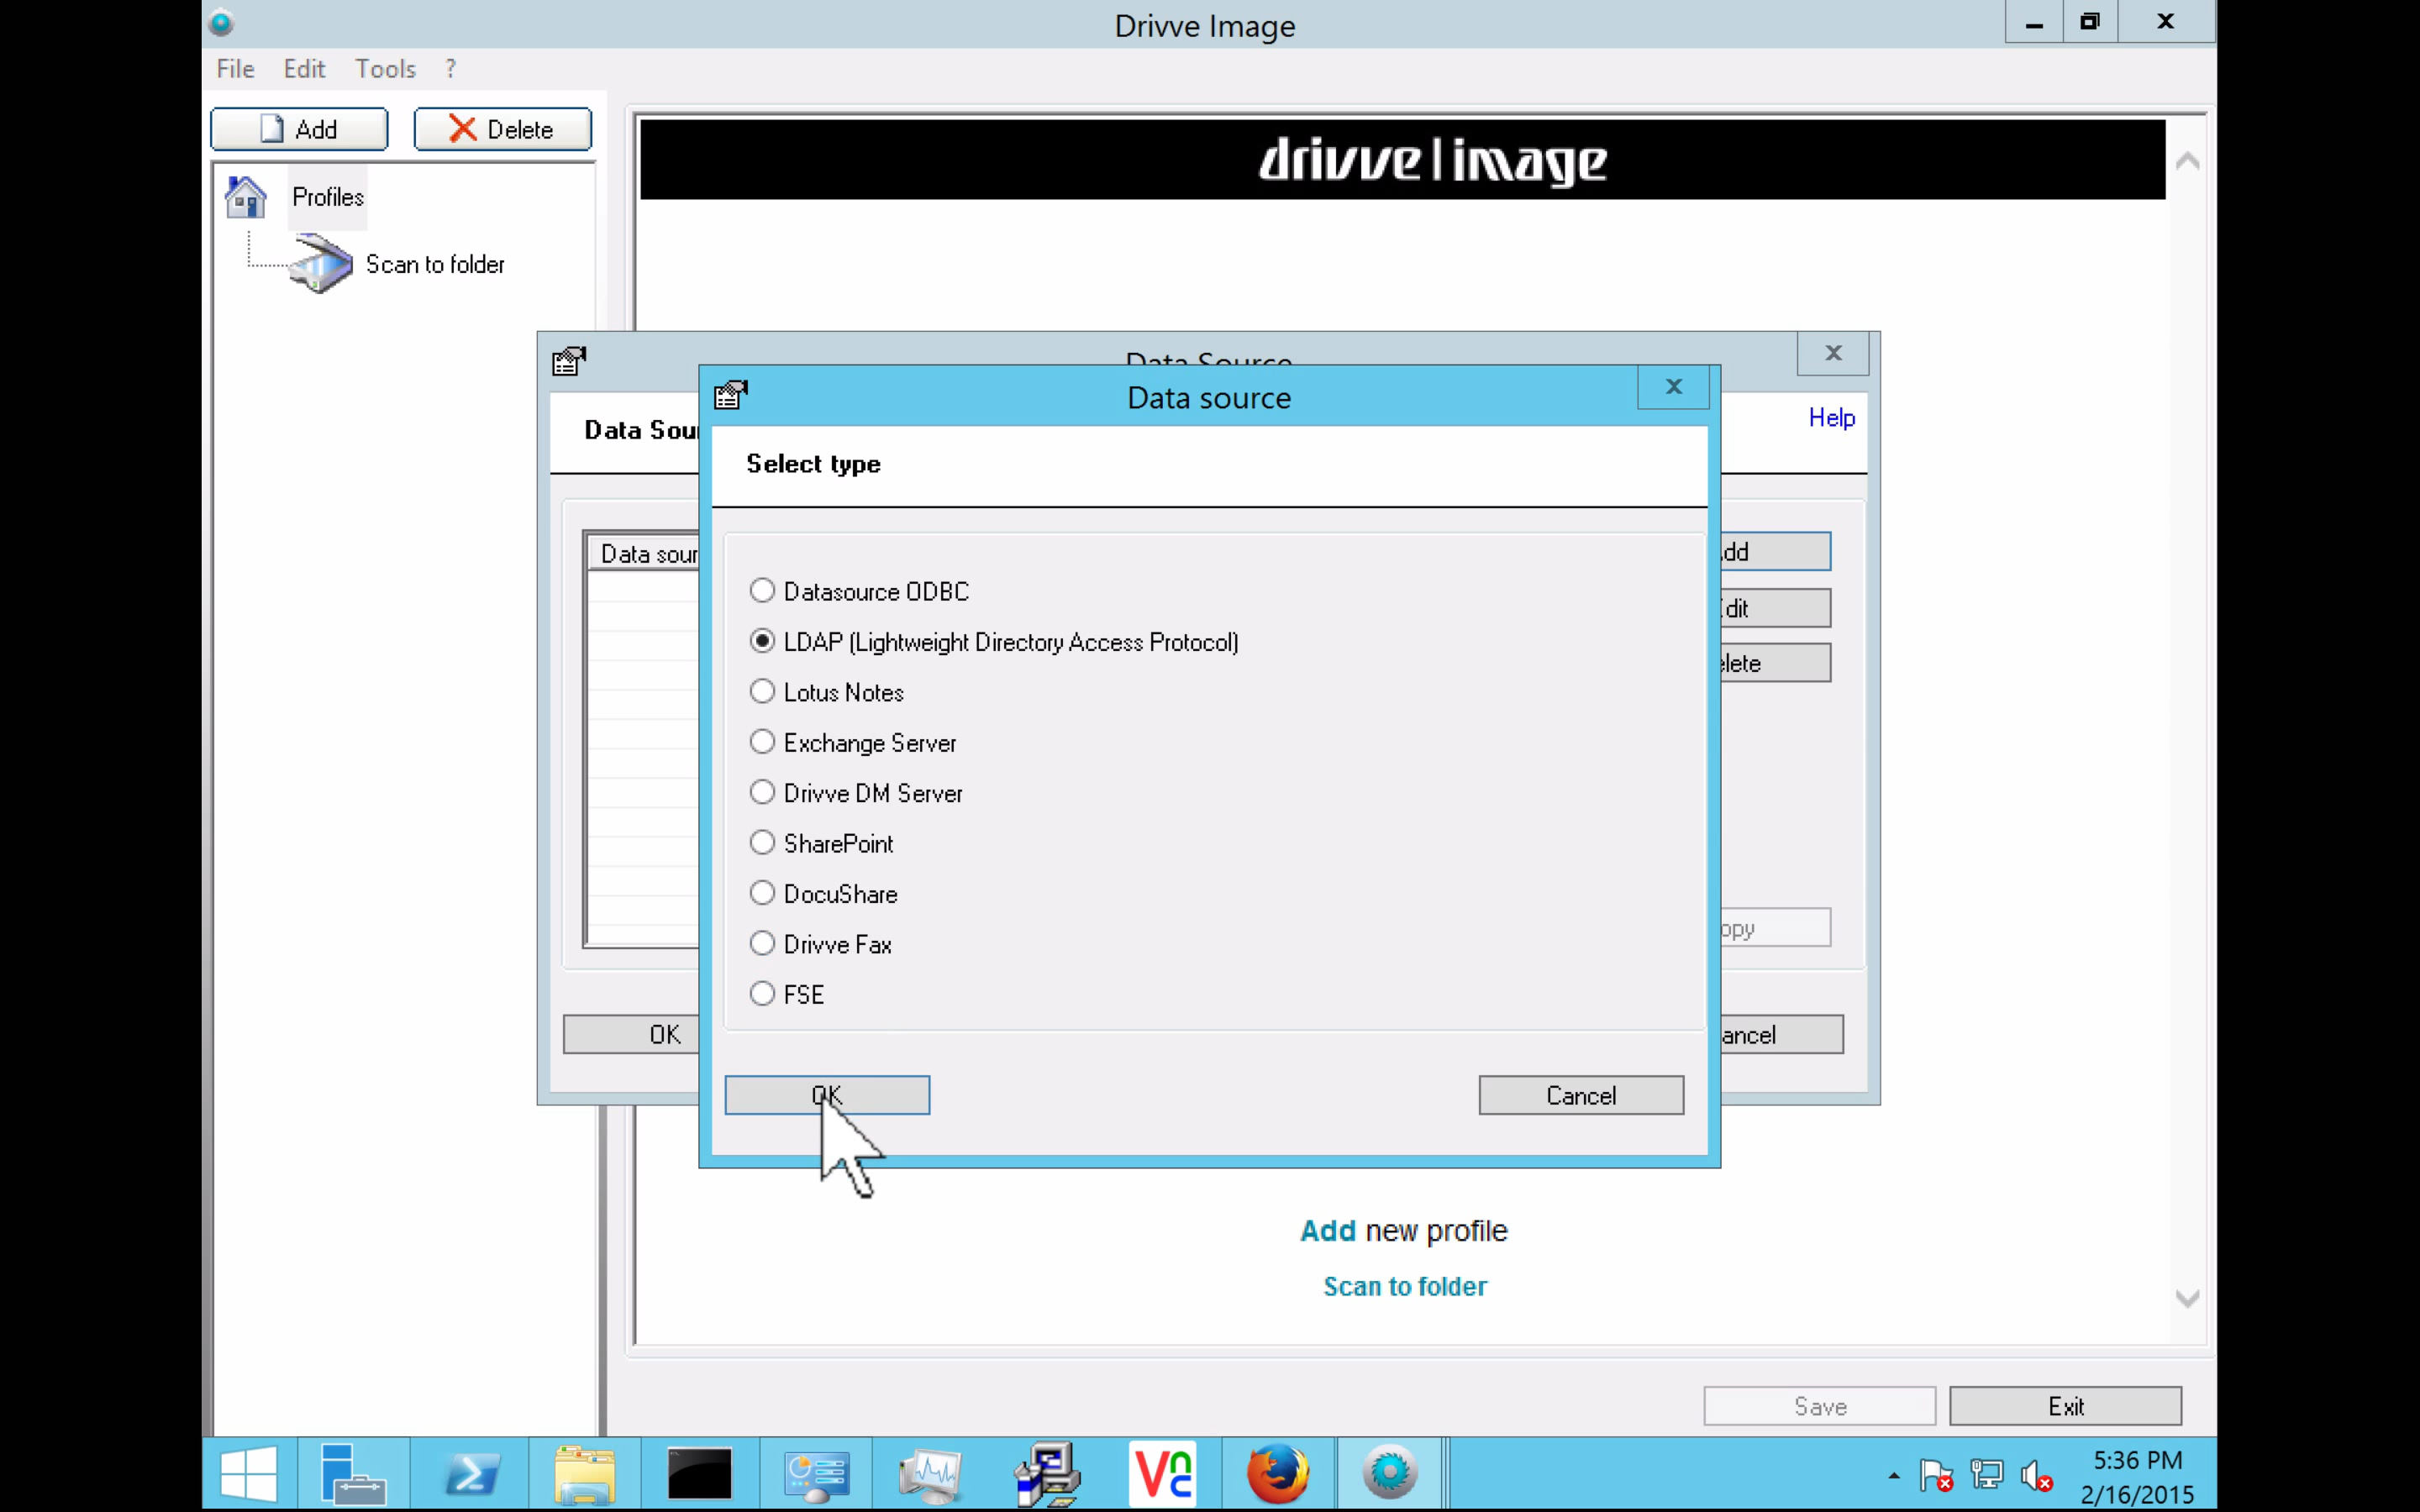 Drivve Image
File Edit Tools ?
Add Delete
drivve|image
Profiles
Scan to folder
Data Source
Data source
Help
Data Sou
Select type
Data sour
dd
Datasource ODBC
dit
LDAP (Lightweight Directory Access Protocol)
lete
Lotus Notes
Exchange Server
Drivve DM Server
SharePoint
DocuShare
opy
Drivve Fax
FSE
OK
ancel
OK
Cancel
Add new profile
Scan to folder
Save Exit
5:36 PM
2/16/2015